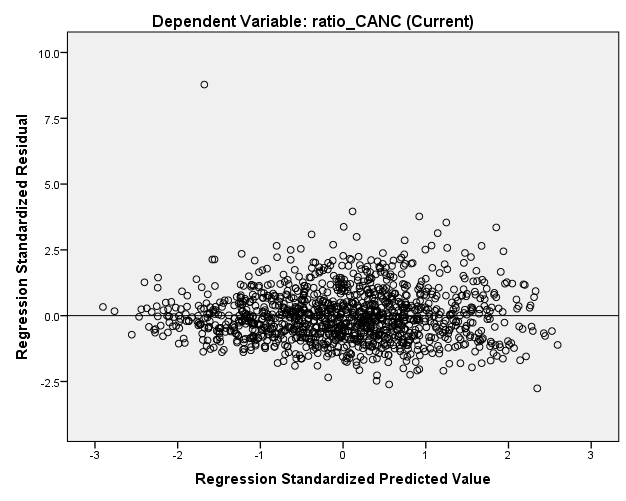 Dependent Variable: ratio_CANC (Current)
10.0
7.5
5.0
2.5
0.0
-2.5
Regression Standardized Residual
-3 -2 -1 0 1 2 3
Regression Standardized Predicted Value